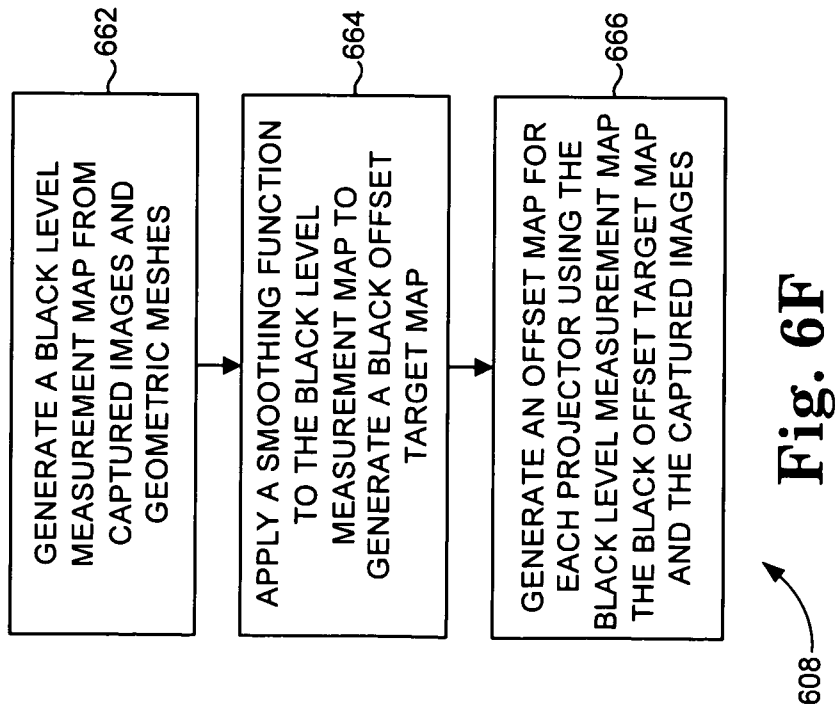 GENERATE A BLACK LEVEL
MEASUREMENT MAP FROM
CAPTURED IMAGES AND
GEOMETRIC MESHES
662
APPLY A SMOOTHING FUNCTION
TO THE BLACK LEVEL
MEASUREMENT MAP TO
GENERATE A BLACK OFFSET
TARGET MAP
664
GENERATE AN OFFSET MAP FOR
EACH PROJECTOR USING THE
BLACK LEVEL MEASUREMENT MAP
THE BLACK OFFSET TARGET MAP
AND THE CAPTURED IMAGES
666
608
Fig. 6F